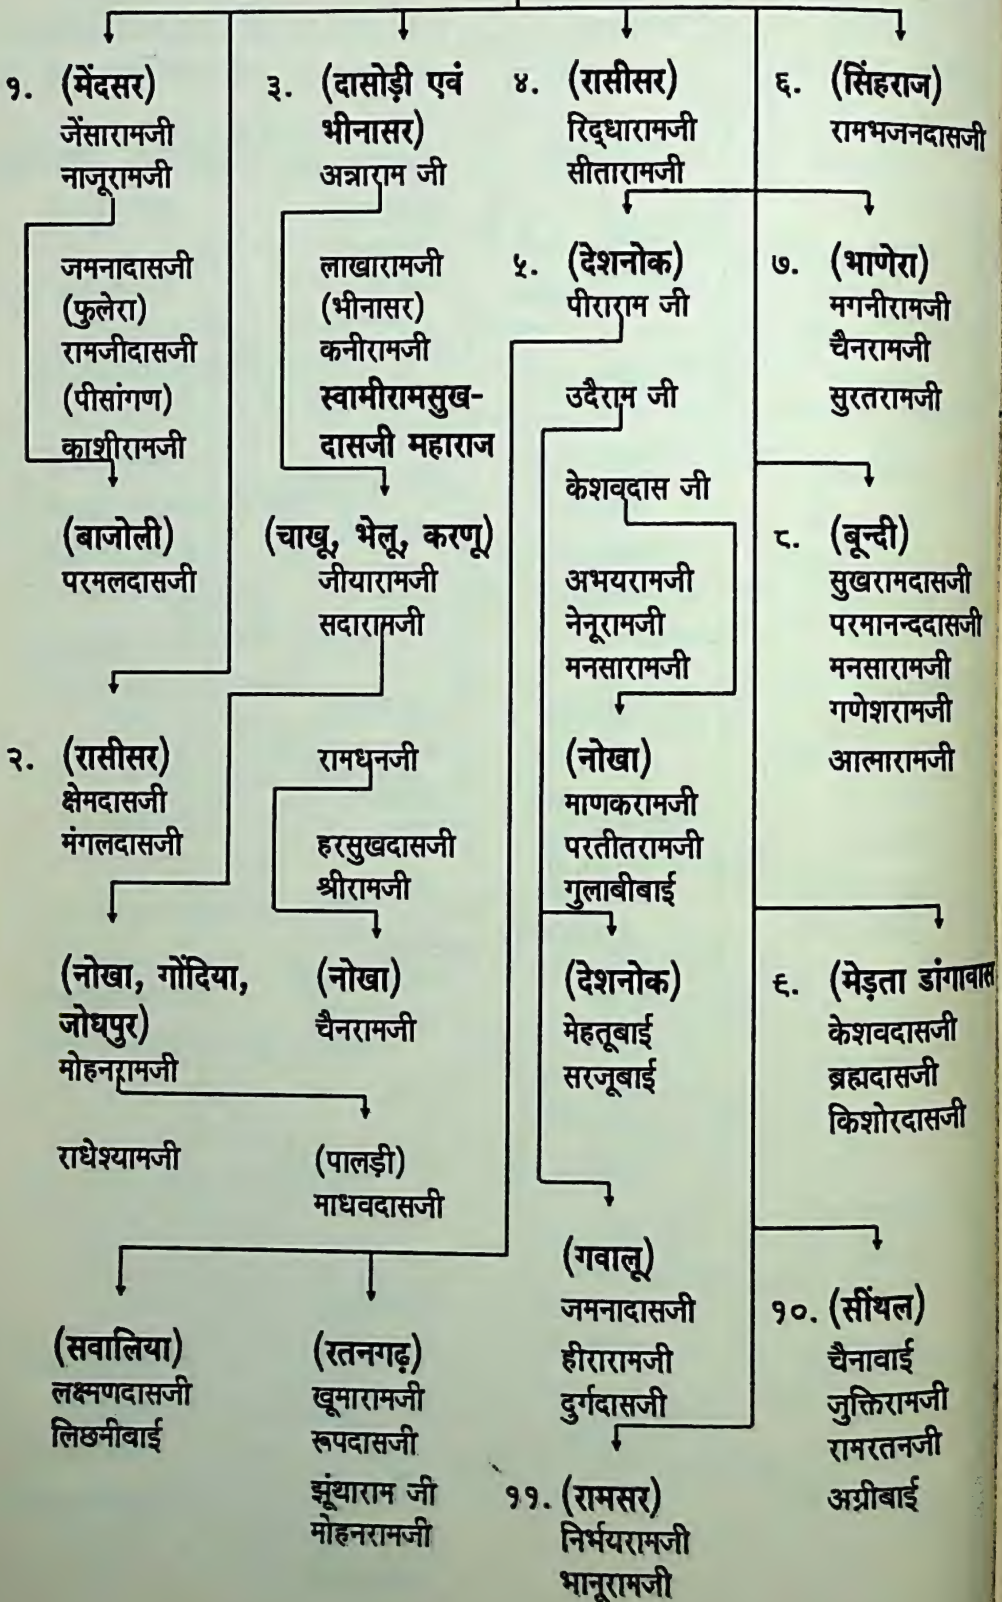 १. (मेंदसर)
जेंसारामजी
नाजूरामजी
जमनादासजी
(फुलेरा)
रामजीदासजी
(पीसांगण)
काशीरामजी
(बाजोली)
परमलदासजी
२. (रासीसर)
क्षेमदासजी
मंगलदासजी
(नोखा, गोंदिया,
जोधपुर)
मोहनरामजी
राधेश्यामजी
(सवालिया)
लक्ष्मणदासजी
लिछमीबाई
३. (दासोड़ी एवं
भीनासर)
अन्नाराम जी
लाखारामजी
(भीनासर)
कनीरामजी
स्वामीरामसुख-
दासजी महाराज
(चाखू, भेलू, करणू)
जीयारामजी
सदारामजी
रामधनजी
हरसुखदासजी
श्रीरामजी
(नोखा)
चैनरामजी
(पालड़ी)
माधवदासजी
(रतनगढ़)
खूमारामजी
रूपदासजी
झूंथाराम जी
मोहनरामजी
४. (रासीसर)
रिद्धारामजी
सीतारामजी
५. (देशनोक)
पीराराम जी
उदैराम जी
केशवदास जी
अभयरामजी
नेनूरामजी
मनसारामजी
(नोखा)
माणकरामजी
परतीतरामजी
गुलाबीबाई
(देशनोक)
मेहतूबाई
सरजूबाई
(गवालू)
जमनादासजी
हीरारामजी
दुर्गदासजी
११. (रामसर)
निर्भयरामजी
भानूरामजी
६. (सिंहराज)
रामभजनदासजी
७. (भाणेरा)
मगनीरामजी
चैनरामजी
सुरतरामजी
८. (बून्दी)
सुखरामदासजी
परमानन्ददासजी
मनसारामजी
गणेशरामजी
आत्मारामजी
९. (मेड़ता डांगावास
केशवदासजी
ब्रह्मदासजी
किशोरदासजी
१०. (सींथल)
चैनावाई
जुक्तिरामजी
रामरतनजी
अग्रीबाई